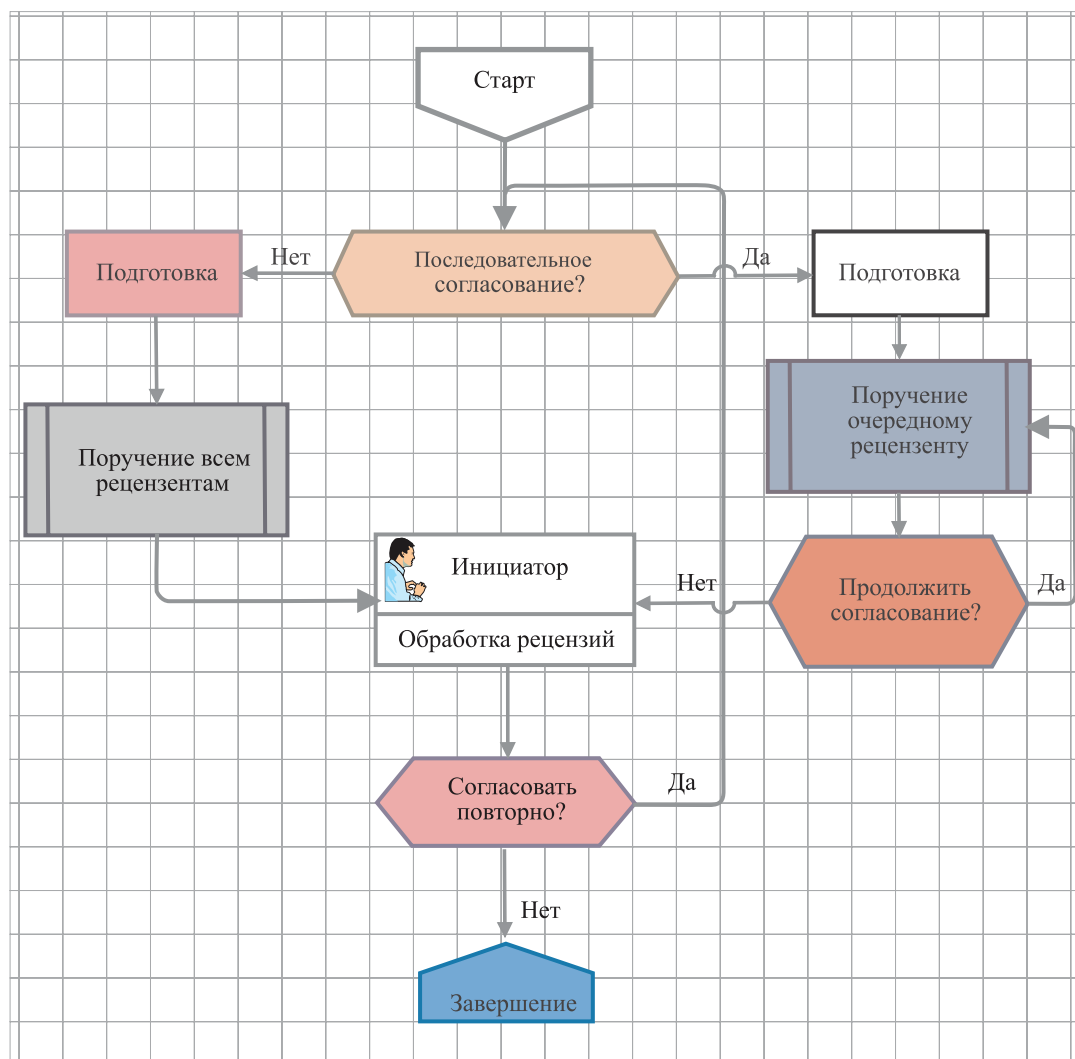 Старт
Нет
Последовательное
согласование?
Да
Подготовка
Подготовка
Поручение
очередному
рецензенту
Поручение всем
рецензентам
Инициатор
Обработка рецензий
Нет
Продолжить
согласование?
Да
Согласовать
повторно?
Да
Нет
Завершение